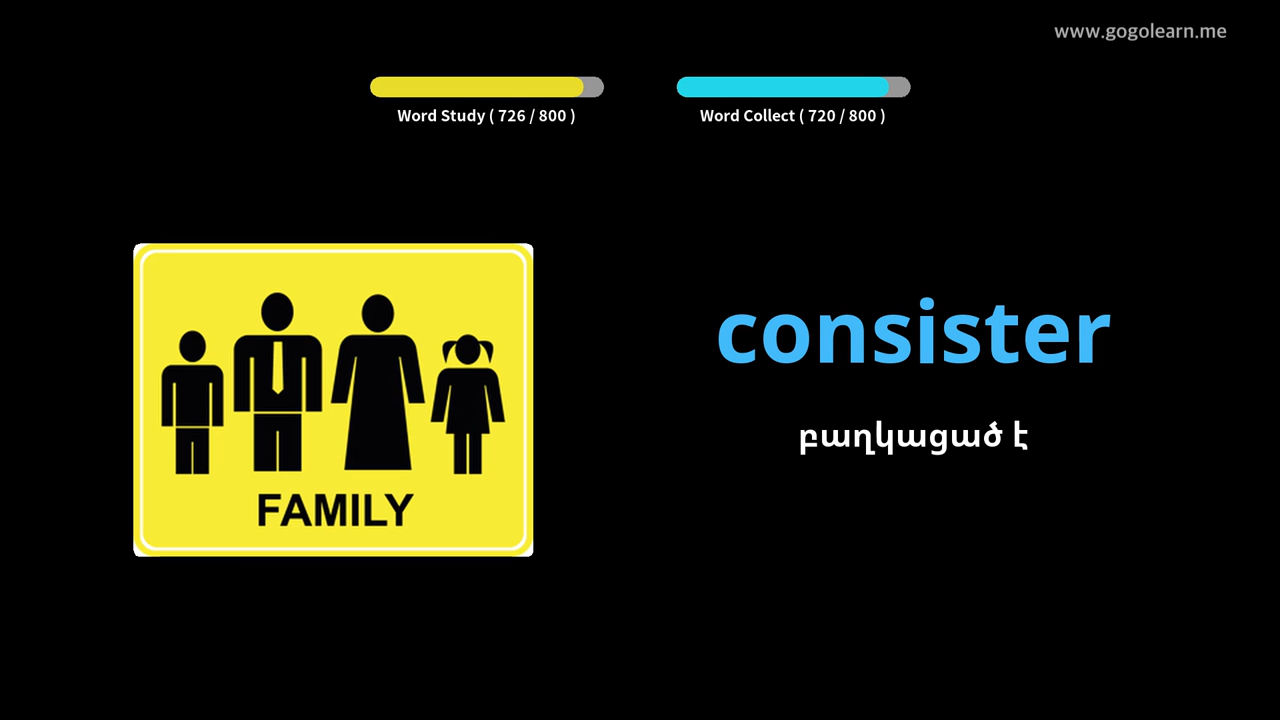 www.gogolearn.me
Word Study ( 726 / 800 )
Word Collect ( 720 / 800 )
FAMILY
consister
բաղկացած է